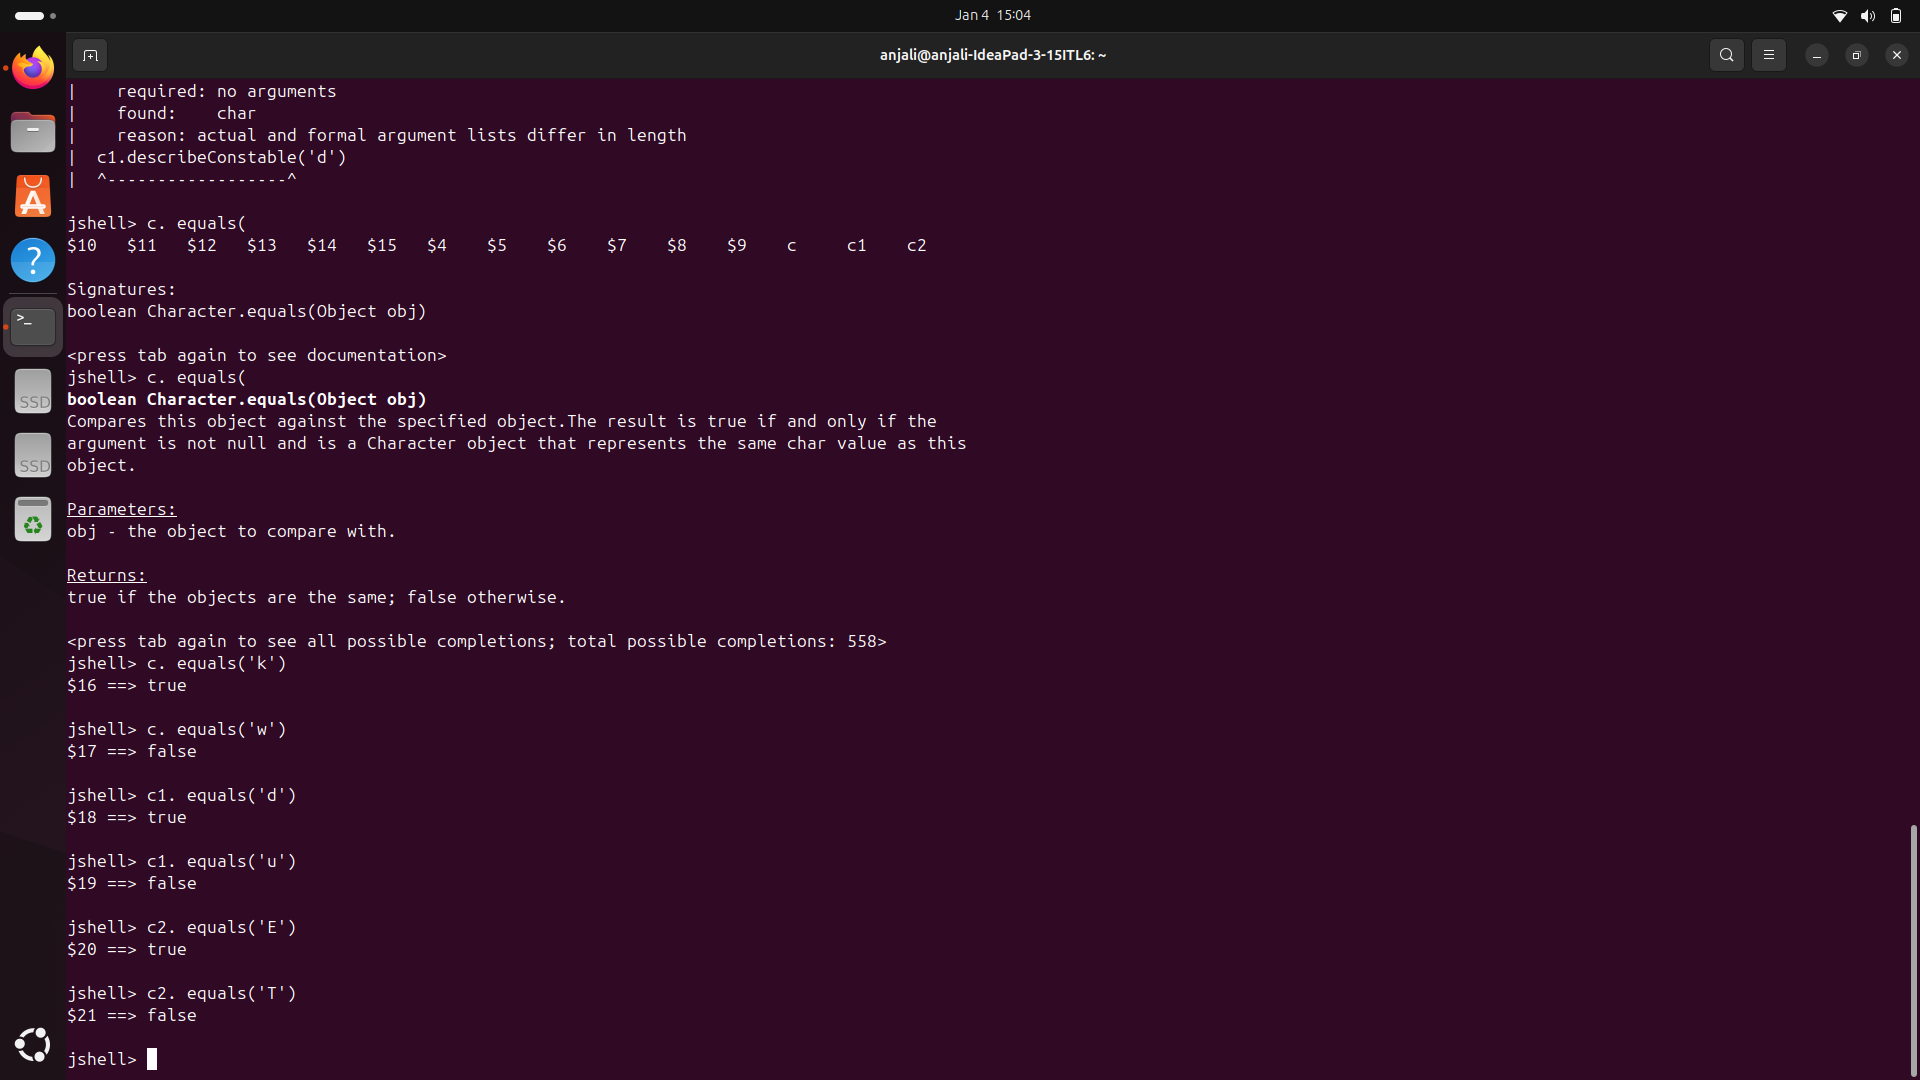 Jan 4 15:04
anjali@anjali-IdeaPad-3-15ITL6: ~
|    required: no arguments
|    found:    char
|    reason: actual and formal argument lists differ in length
|  c1.describeConstable('d')
|  ^------------------^
jshell> c. equals(
$10   $11   $12   $13   $14   $15   $4    $5    $6    $7    $8    $9    c     c1    c2
Signatures:
boolean Character.equals(Object obj)
<press tab again to see documentation>
jshell> c. equals(
boolean Character.equals(Object obj)
Compares this object against the specified object.The result is true if and only if the
argument is not null and is a Character object that represents the same char value as this
object.
Parameters:
obj - the object to compare with.
Returns:
true if the objects are the same; false otherwise.
<press tab again to see all possible completions; total possible completions: 558>
jshell> c. equals('k')
$16 ==> true
jshell> c. equals('w')
$17 ==> false
jshell> c1. equals('d')
$18 ==> true
jshell> c1. equals('u')
$19 ==> false
jshell> c2. equals('E')
$20 ==> true
jshell> c2. equals('T')
$21 ==> false
jshell>
?
>_
SSD
SSD